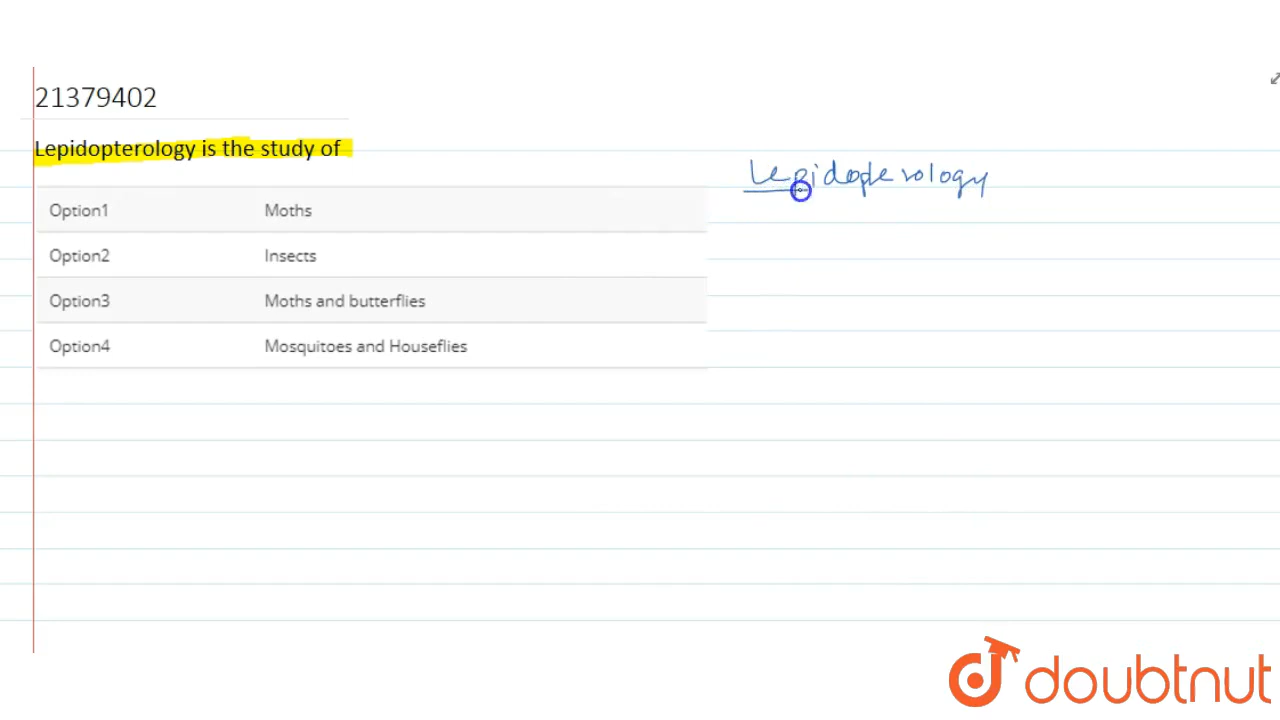 21379402
Lepidopterology is the study of
Lepidopterology
Option1 Moths
Option2 Insects
Option3 Moths and butterflies
Option4 Mosquitoes and Houseflies
doubtnut